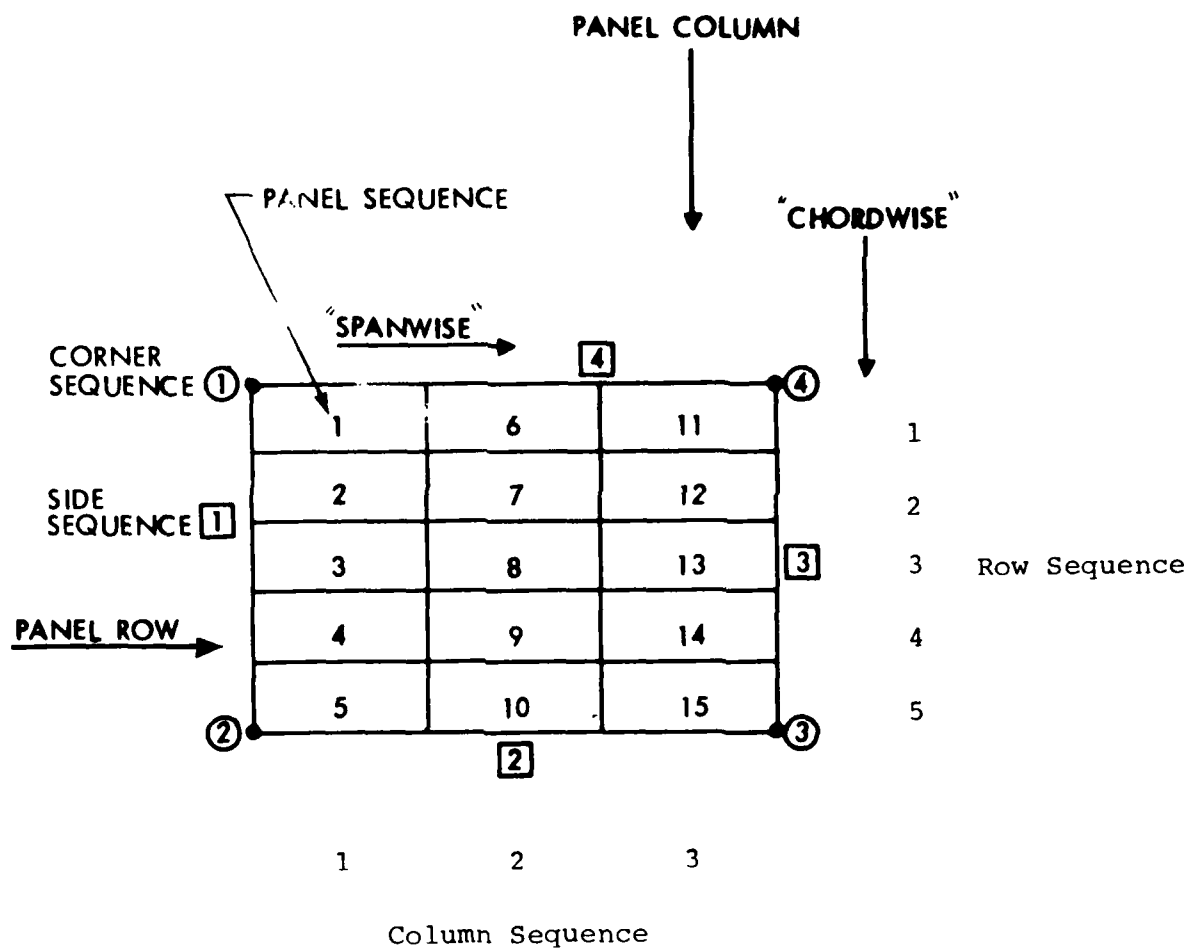 PANEL COLUMN
PANEL SEQUENCE
"CHORDWISE"
"SPANWISE"
4
CORNER
SEQUENCE 1
4
1 6 11 1
SIDE
SEQUENCE 1
2 7 12 2
3 8 13 3 3 Row Sequence
PANEL ROW
4 9 14 4
5 10 15 5
2 3
2
1 2 3
Column Sequence